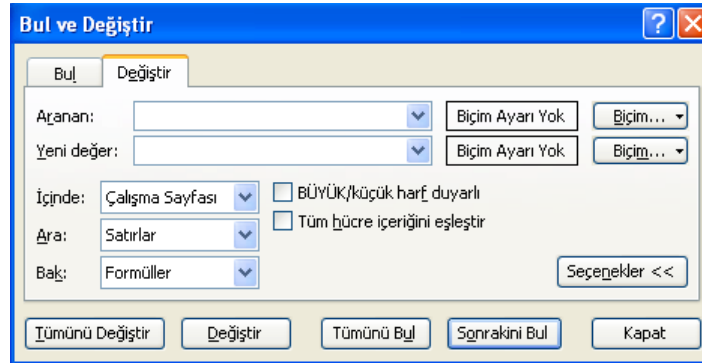 Bul ve Değiştir
Bul Değiştir
Aranan: Biçim Ayarı Yok Biçim...
Yeni değer: Biçim Ayarı Yok Biçim...
İçinde: Çalışma Sayfası BÜYÜK/küçük harf duyarlı
Tüm hücre içeriğini eşleştir
Ara: Satırlar
Bak: Formüller Seçenekler <<
Tümünü Değiştir Değiştir Tümünü Bul Sonrakini Bul Kapat